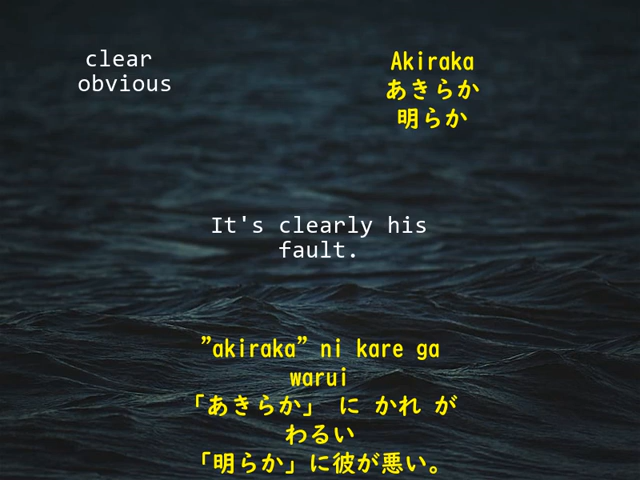 clear
obvious
Akiraka
あきらか
明らか
It's clearly his
fault.
”akiraka” ni kare ga
warui
「あきらか」 に かれ が
わるい
「明らか」に彼が悪い。